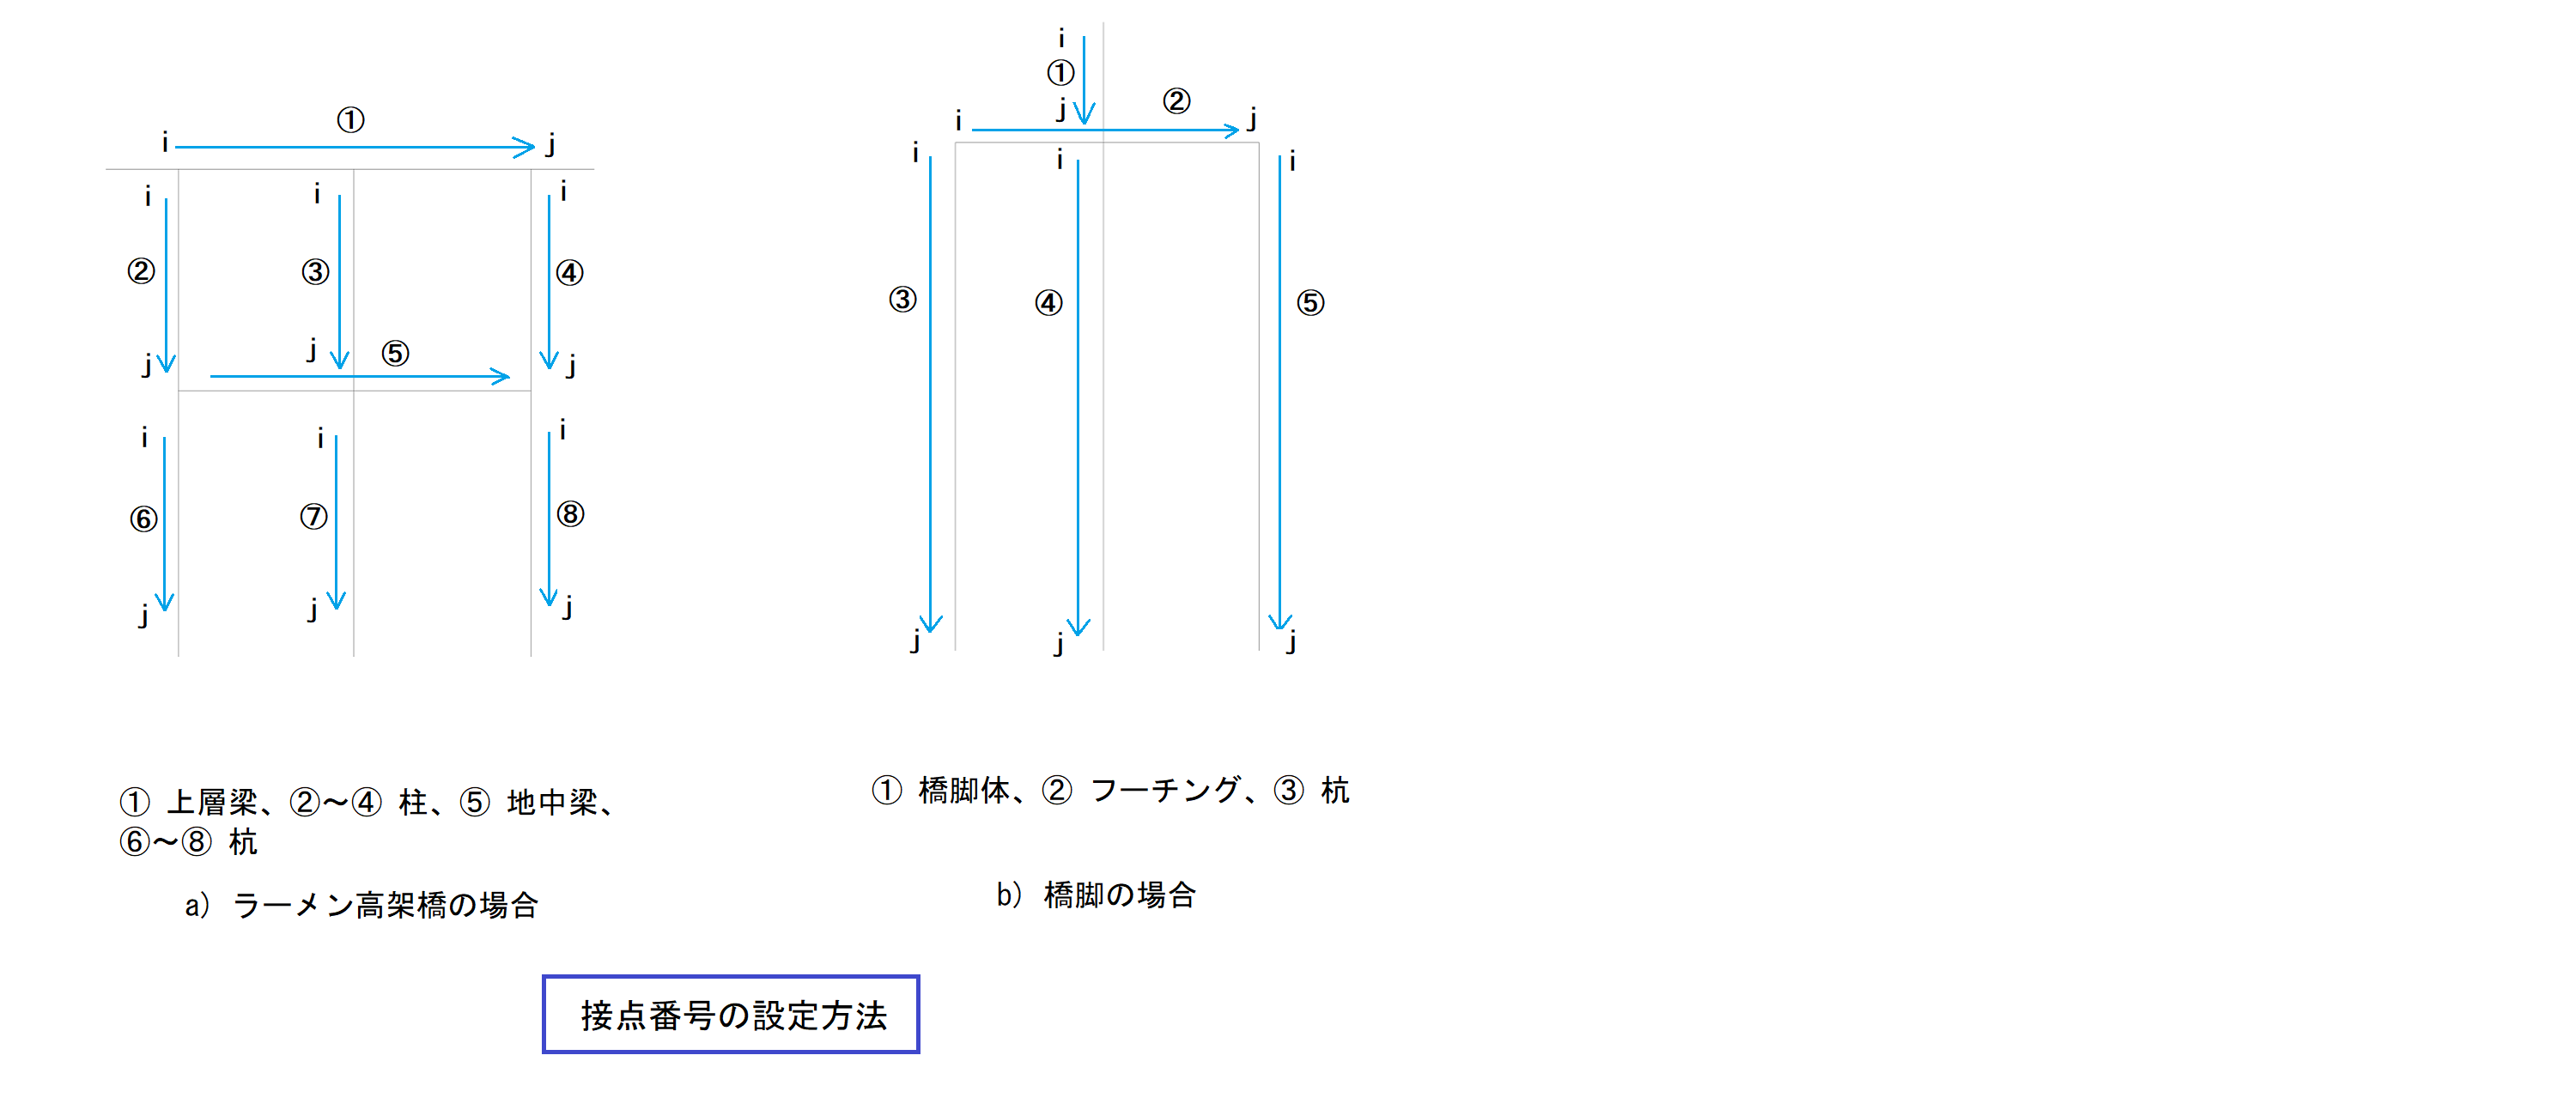 i
①
j
②
i
j
i
①
j
i
i
i
i
i
i
②
③
④
③
④
⑤
j
j
⑤
j
i
i
i
⑥
⑦
⑧
j
j
j
j
j
j
① 上層梁、②～④ 柱、⑤ 地中梁、
⑥～⑧ 杭
① 橋脚体、② フーチング、③ 杭
a) ラーメン高架橋の場合
b) 橋脚の場合
接点番号の設定方法